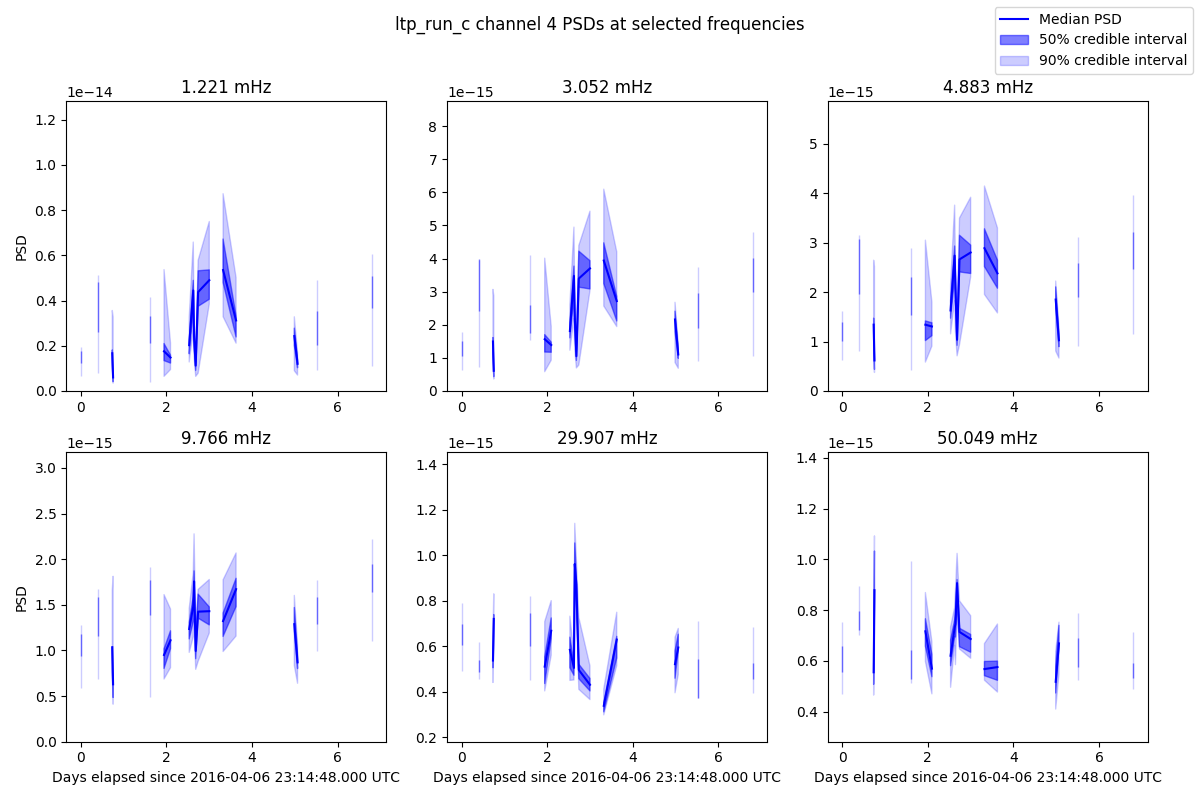 ltp_run_c channel 4 PSDs at selected frequencies
Median PSD
50% credible interval
90% credible interval
1.221 mHz
1e−14
PSD
1.2
1.0
0.8
0.6
0.4
0.2
0.0
0 2 4 6
3.052 mHz
1e−15
8
7
6
5
4
3
2
1
0
0 2 4 6
4.883 mHz
1e−15
5
4
3
2
1
0
0 2 4 6
9.766 mHz
1e−15
PSD
3.0
2.5
2.0
1.5
1.0
0.5
0.0
0 2 4 6
Days elapsed since 2016-04-06 23:14:48.000 UTC
29.907 mHz
1e−15
1.4
1.2
1.0
0.8
0.6
0.4
0.2
0 2 4 6
Days elapsed since 2016-04-06 23:14:48.000 UTC
50.049 mHz
1e−15
1.4
1.2
1.0
0.8
0.6
0.4
0 2 4 6
Days elapsed since 2016-04-06 23:14:48.000 UTC